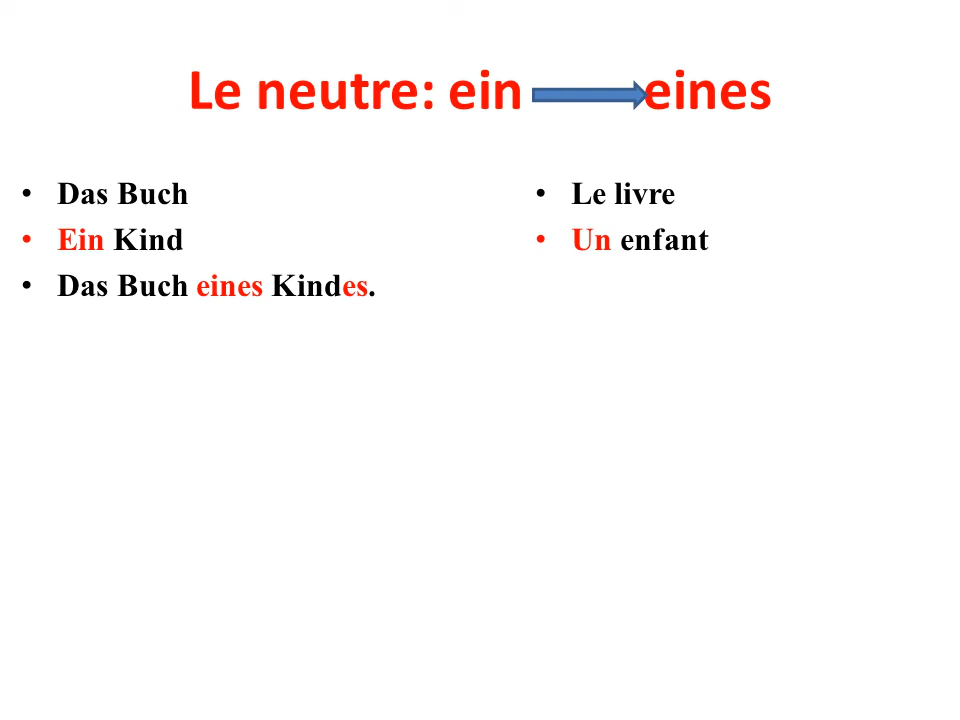 Le neutre: ein eines
• Das Buch
• Ein Kind
• Das Buch eines Kindes.
• Le livre
• Un enfant